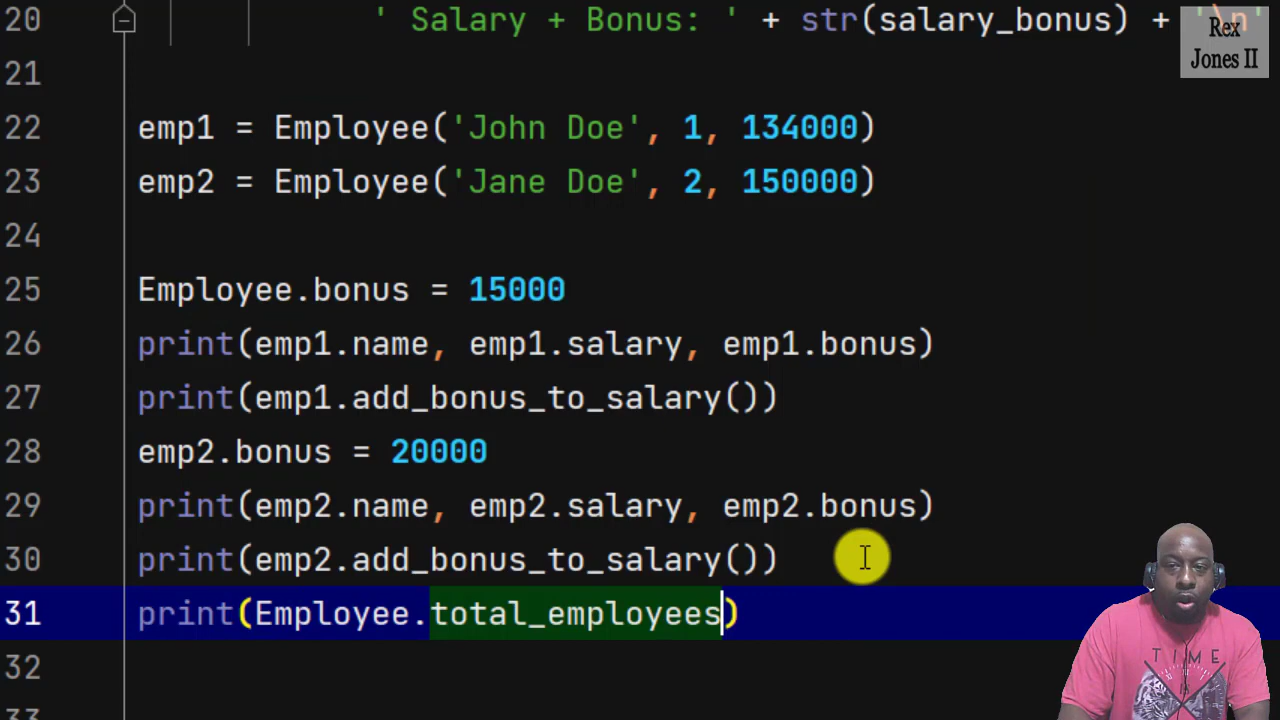 20 ' Salary + Bonus: ' + str(salary_bonus) + '\n'
Rex
Jones II
21
22 emp1 = Employee('John Doe', 1, 134000)
23 emp2 = Employee('Jane Doe', 2, 150000)
24
25 Employee.bonus = 15000
26 print(emp1.name, emp1.salary, emp1.bonus)
27 print(emp1.add_bonus_to_salary())
28 emp2.bonus = 20000
29 print(emp2.name, emp2.salary, emp2.bonus)
30 print(emp2.add_bonus_to_salary())
31 print(Employee.total_employees)
32
33
TIME